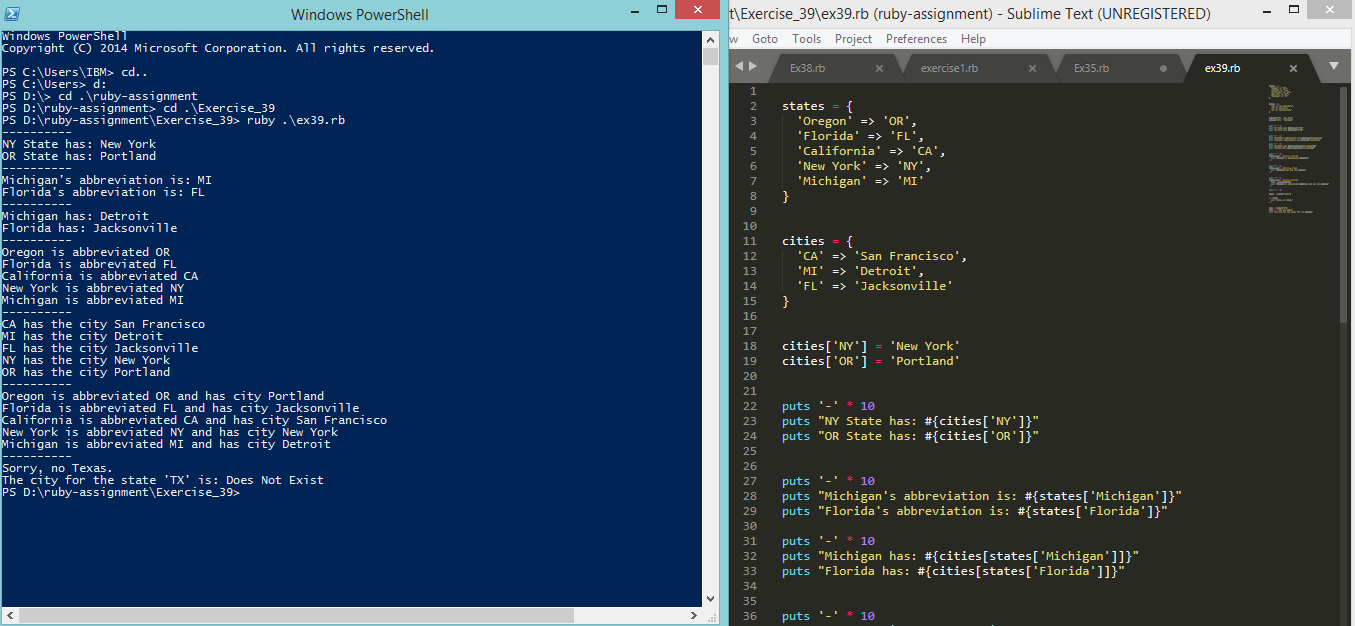 Windows PowerShell
Windows PowerShell
Copyright (C) 2014 Microsoft Corporation. All rights reserved.
PS C:\Users\IBM> cd..
PS C:\Users> d:
PS D:\> cd .\ruby-assignment
PS D:\ruby-assignment> cd .\Exercise_39
PS D:\ruby-assignment\Exercise_39> ruby .\ex39.rb
----------
NY State has: New York
OR State has: Portland
----------
Michigan's abbreviation is: MI
Florida's abbreviation is: FL
----------
Michigan has: Detroit
Florida has: Jacksonville
----------
Oregon is abbreviated OR
Florida is abbreviated FL
California is abbreviated CA
New York is abbreviated NY
Michigan is abbreviated MI
----------
CA has the city San Francisco
MI has the city Detroit
FL has the city Jacksonville
NY has the city New York
OR has the city Portland
----------
Oregon is abbreviated OR and has city Portland
Florida is abbreviated FL and has city Jacksonville
California is abbreviated CA and has city San Francisco
New York is abbreviated NY and has city New York
Michigan is abbreviated MI and has city Detroit
----------
Sorry, no Texas.
The city for the state 'TX' is: Does Not Exist
PS D:\ruby-assignment\Exercise_39>
t\Exercise_39\ex39.rb (ruby-assignment) - Sublime Text (UNREGISTERED)
w Goto Tools Project Preferences Help
Ex38.rb exercise1.rb Ex35.rb ex39.rb
1
2 states = {
3 'Oregon' => 'OR',
4 'Florida' => 'FL',
5 'California' => 'CA',
6 'New York' => 'NY',
7 'Michigan' => 'MI'
8 }
9
10
11 cities = {
12 'CA' => 'San Francisco',
13 'MI' => 'Detroit',
14 'FL' => 'Jacksonville'
15 }
16
17
18 cities['NY'] = 'New York'
19 cities['OR'] = 'Portland'
20
21
22 puts '-' * 10
23 puts "NY State has: #{cities['NY']}"
24 puts "OR State has: #{cities['OR']}"
25
26
27 puts '-' * 10
28 puts "Michigan's abbreviation is: #{states['Michigan']}"
29 puts "Florida's abbreviation is: #{states['Florida']}"
30
31 puts '-' * 10
32 puts "Michigan has: #{cities[states['Michigan']]}"
33 puts "Florida has: #{cities[states['Florida']]}"
34
35
36 puts '-' * 10